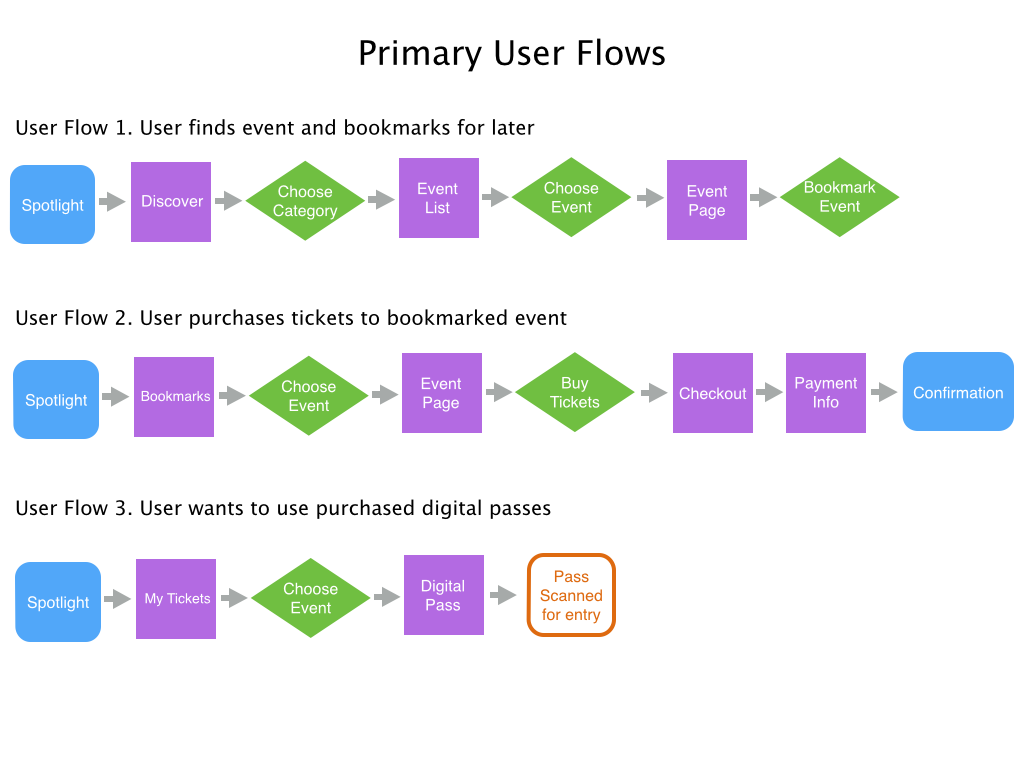 Primary User Flows
User Flow 1. User finds event and bookmarks for later
Spotlight
Discover
Choose
Category
Event
List
Choose
Event
Event
Page
Bookmark
Event
User Flow 2. User purchases tickets to bookmarked event
Spotlight
Bookmarks
Choose
Event
Event
Page
Buy
Tickets
Checkout
Payment
Info
Confirmation
User Flow 3. User wants to use purchased digital passes
Spotlight
My Tickets
Choose
Event
Digital
Pass
Pass
Scanned
for entry